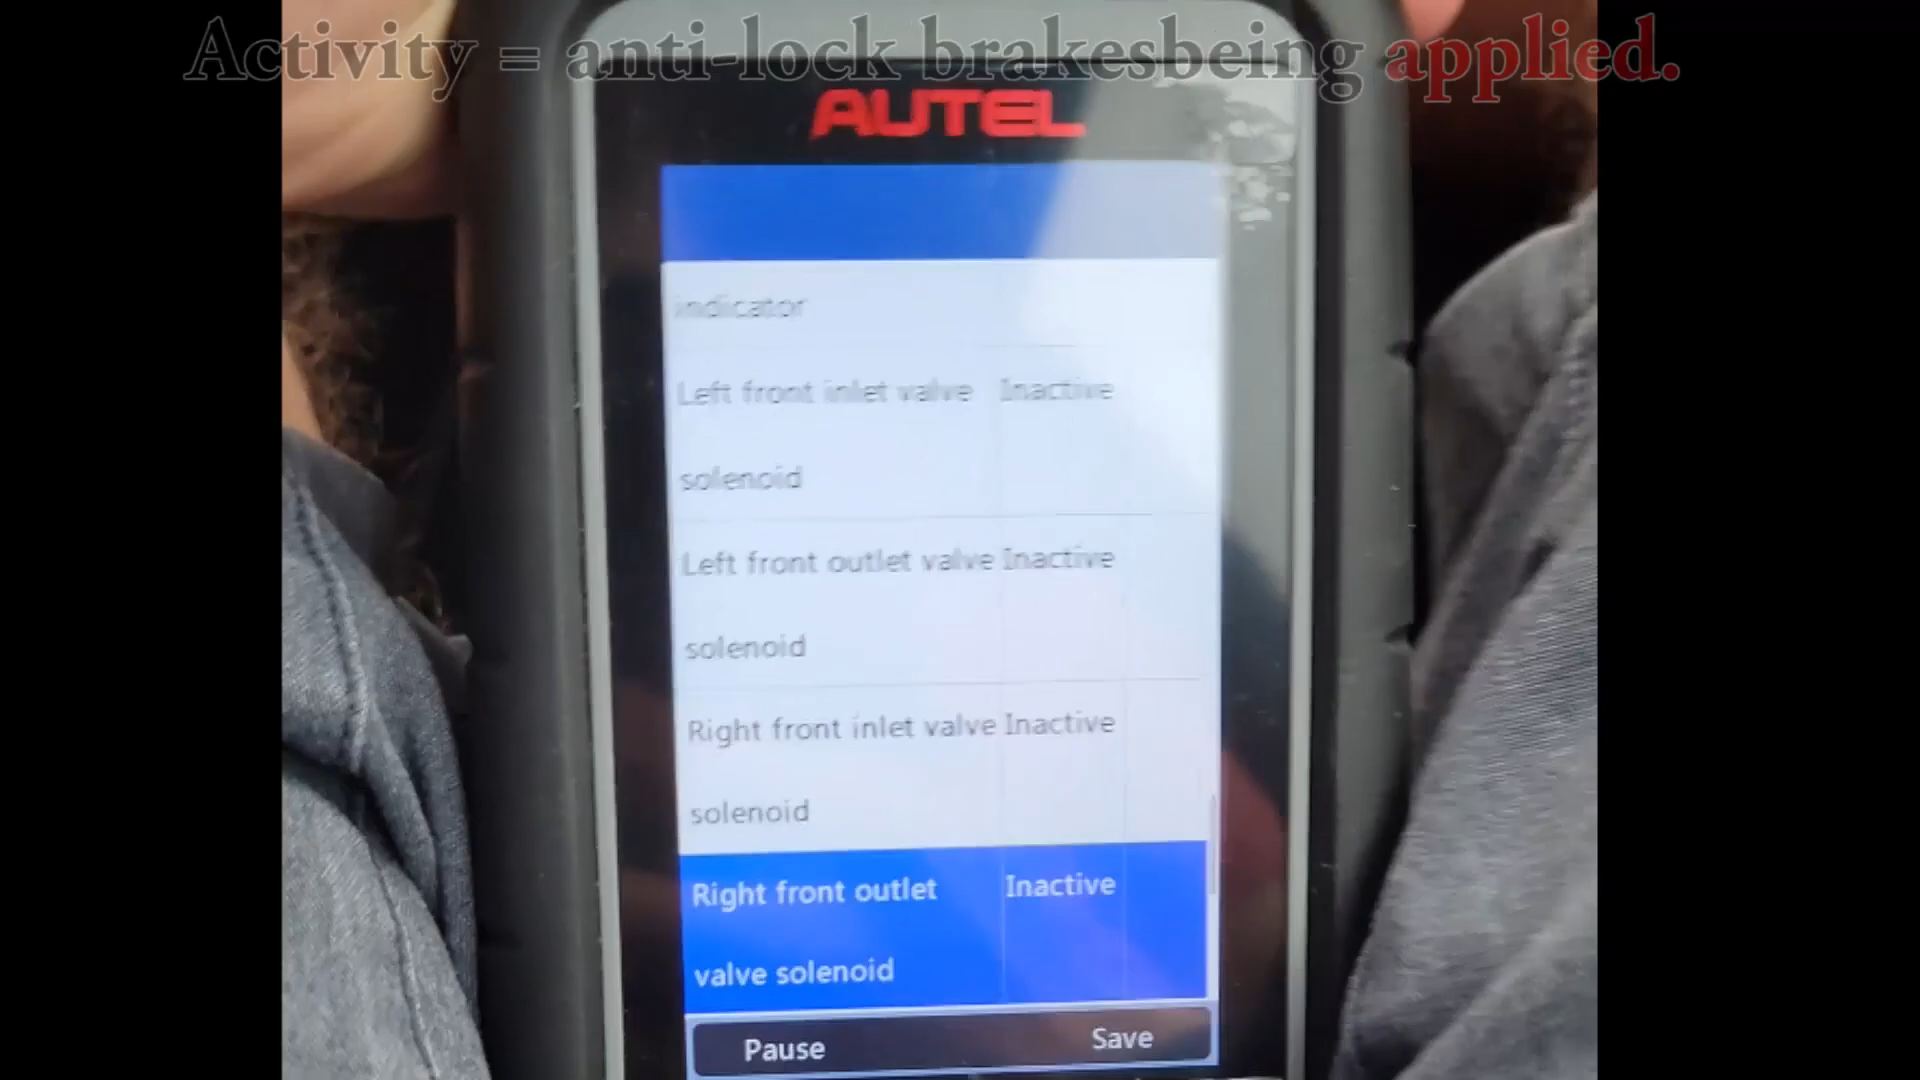 Activity = anti-lock brakesbeing applied.
AUTEL
indicator
Left front inlet valve Inactive
solenoid
Left front outlet valve Inactive
solenoid
Right front inlet valve Inactive
solenoid
Right front outlet Inactive
valve solenoid
Pause Save